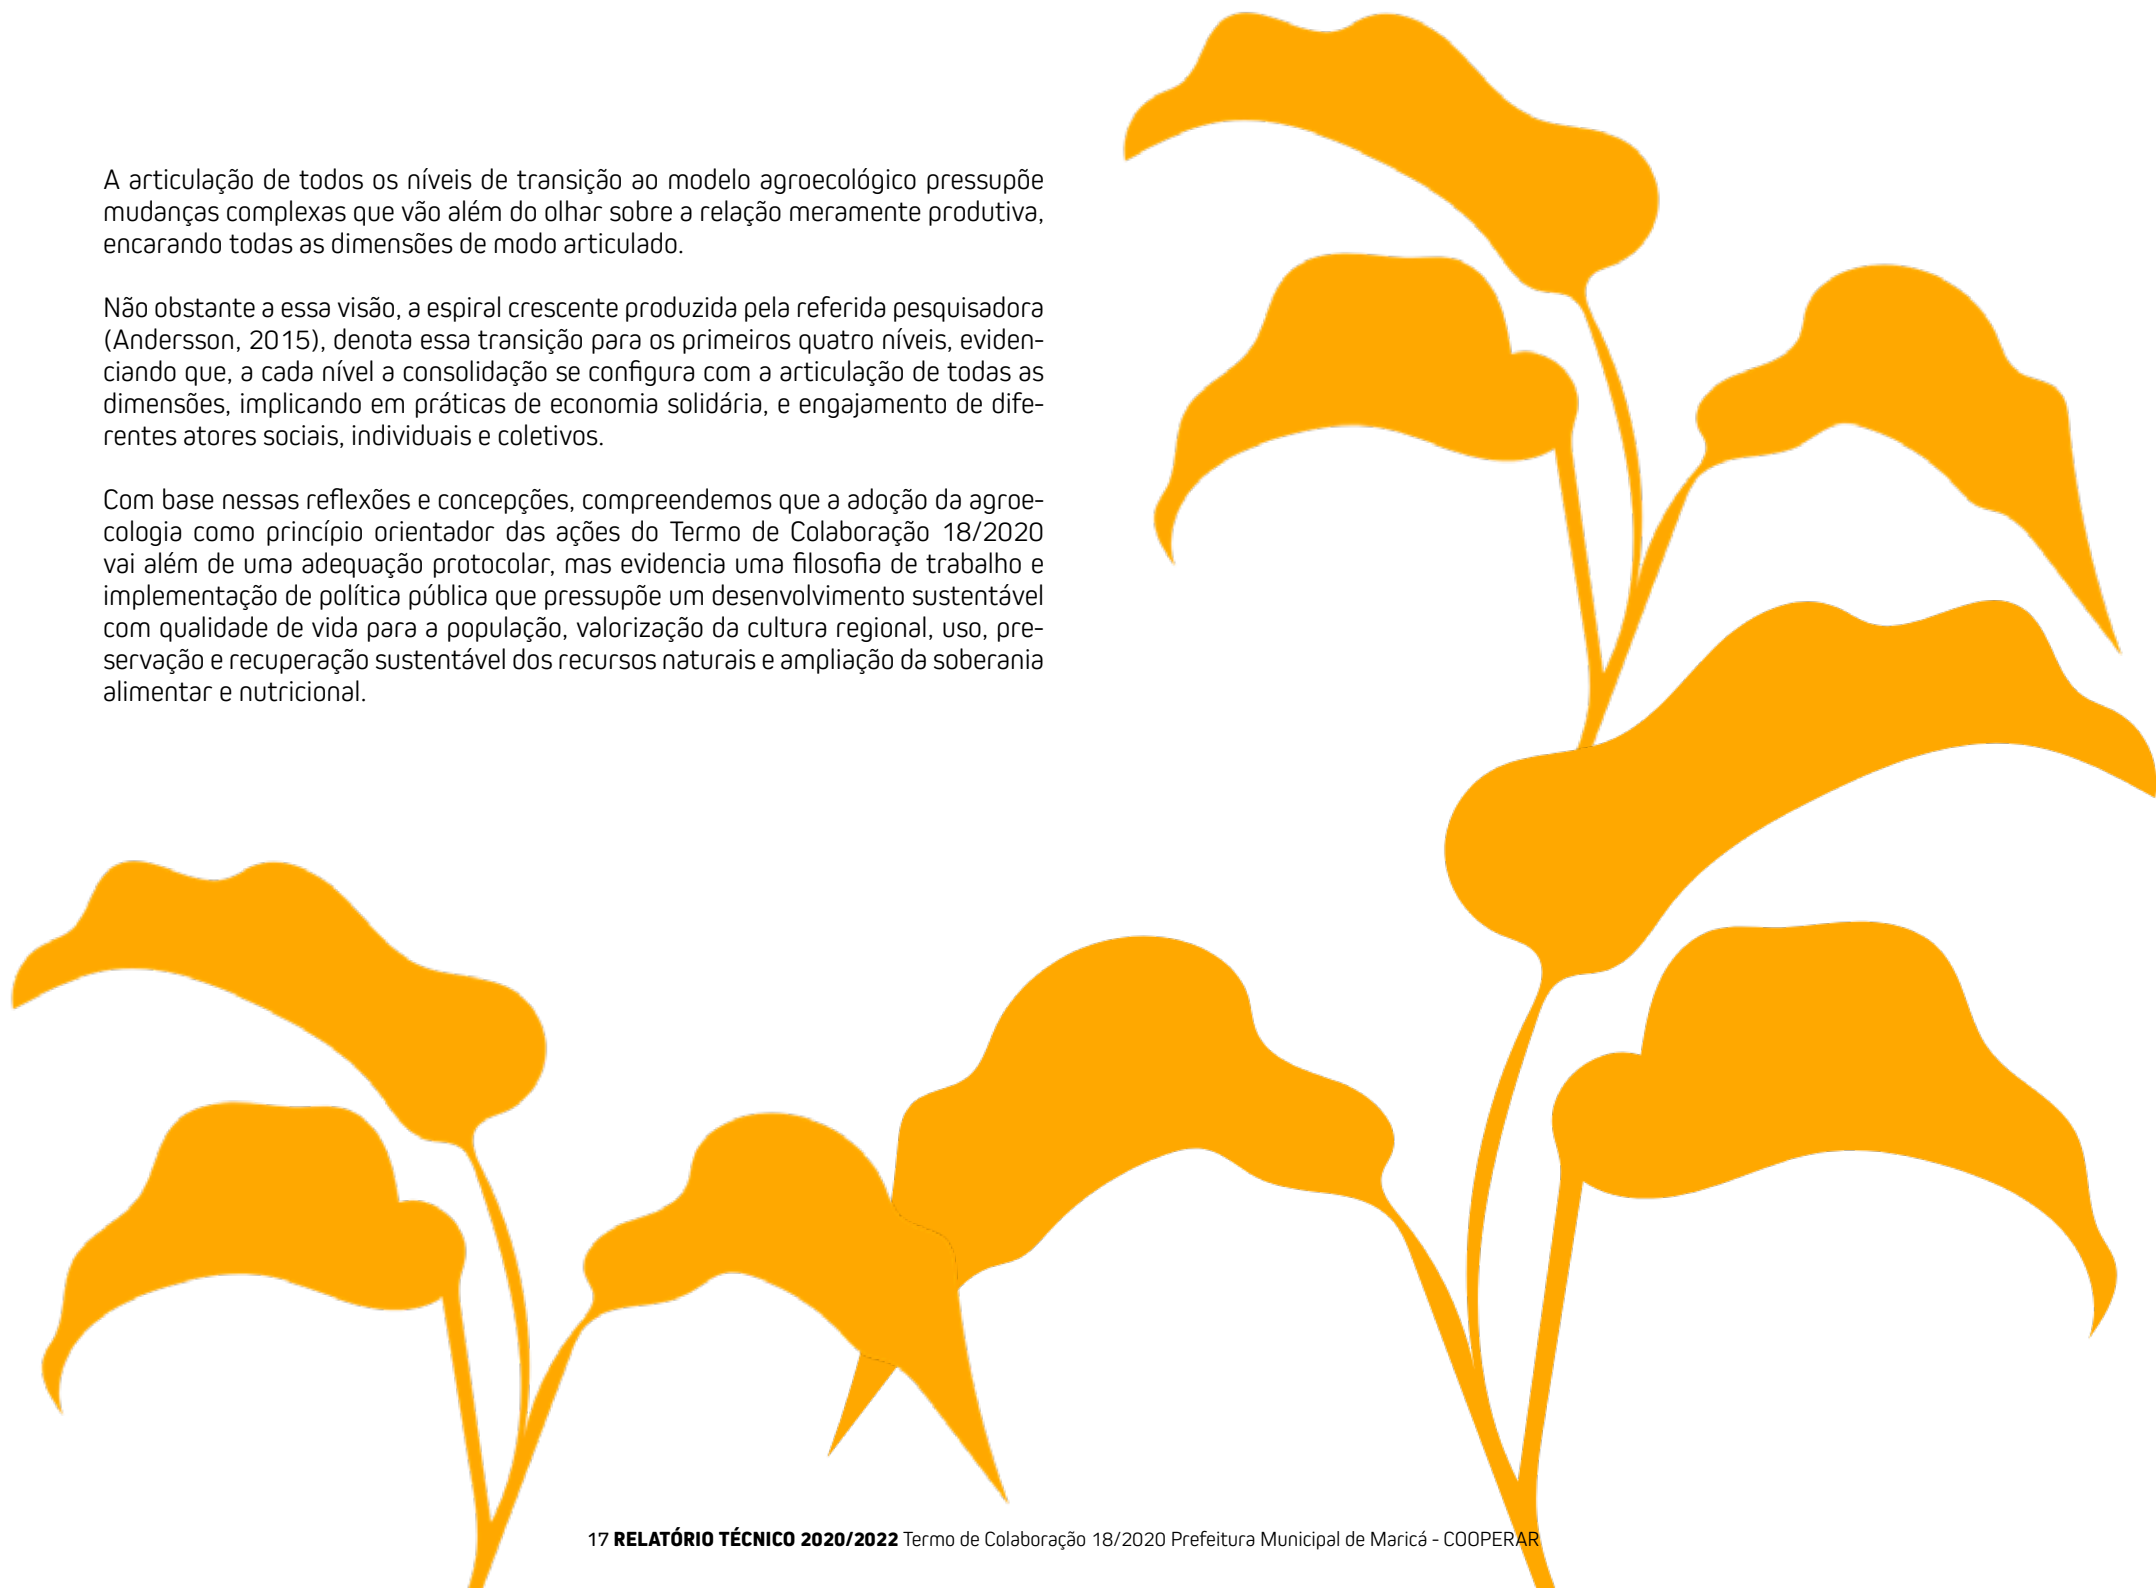 A articulação de todos os níveis de transição ao modelo agroecológico pressupõe
mudanças complexas que vão além do olhar sobre a relação meramente produtiva,
encarando todas as dimensões de modo articulado.
Não obstante a essa visão, a espiral crescente produzida pela referida pesquisadora
(Andersson, 2015), denota essa transição para os primeiros quatro níveis, eviden-
ciando que, a cada nível a consolidação se configura com a articulação de todas as
dimensões, implicando em práticas de economia solidária, e engajamento de dife-
rentes atores sociais, individuais e coletivos.
Com base nessas reflexões e concepções, compreendemos que a adoção da agroe-
cologia como princípio orientador das ações do Termo de Colaboração 18/2020
vai além de uma adequação protocolar, mas evidencia uma filosofia de trabalho e
implementação de política pública que pressupõe um desenvolvimento sustentável
com qualidade de vida para a população, valorização da cultura regional, uso, pre-
servação e recuperação sustentável dos recursos naturais e ampliação da soberania
alimentar e nutricional.
17 RELATÓRIO TÉCNICO 2020/2022 Termo de Colaboração 18/2020 Prefeitura Municipal de Maricá - COOPERAR